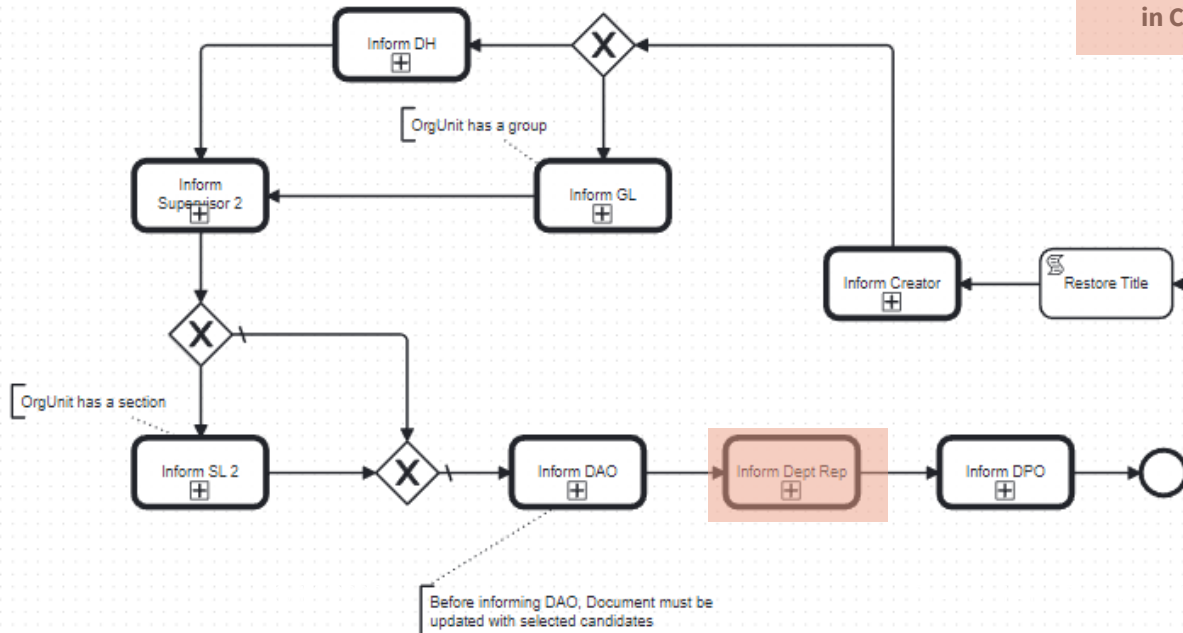 in C
Inform DH
OrgUnit has a group
Inform
Supervisor 2
Inform GL
Inform Creator
Restore Title
OrgUnit has a section
Inform SL 2
Inform DAO
Inform Dept Rep
Inform DPO
Before informing DAO, Document must be
updated with selected candidates